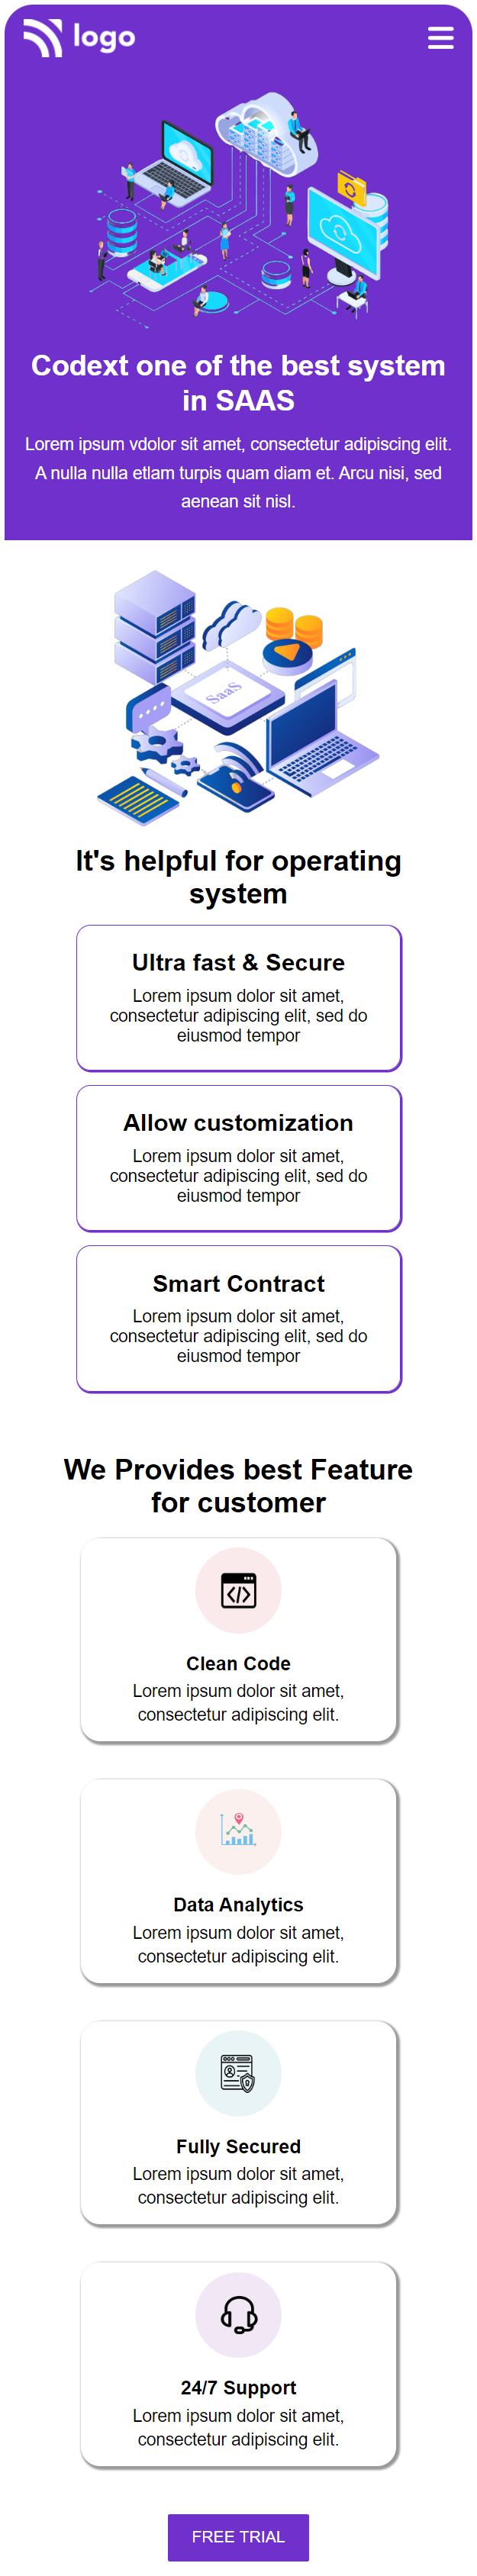 logo
Codext one of the best system
in SAAS
Lorem ipsum vdolor sit amet, consectetur adipiscing elit.
A nulla nulla etlam turpis quam diam et. Arcu nisi, sed
aenean sit nisl.
SaaS
It's helpful for operating
system
Ultra fast & Secure
Lorem ipsum dolor sit amet,
consectetur adipiscing elit, sed do
eiusmod tempor
Allow customization
Lorem ipsum dolor sit amet,
consectetur adipiscing elit, sed do
eiusmod tempor
Smart Contract
Lorem ipsum dolor sit amet,
consectetur adipiscing elit, sed do
eiusmod tempor
We Provides best Feature
for customer
Clean Code
Lorem ipsum dolor sit amet,
consectetur adipiscing elit.
Data Analytics
Lorem ipsum dolor sit amet,
consectetur adipiscing elit.
Fully Secured
Lorem ipsum dolor sit amet,
consectetur adipiscing elit.
24/7 Support
Lorem ipsum dolor sit amet,
consectetur adipiscing elit.
FREE TRIAL